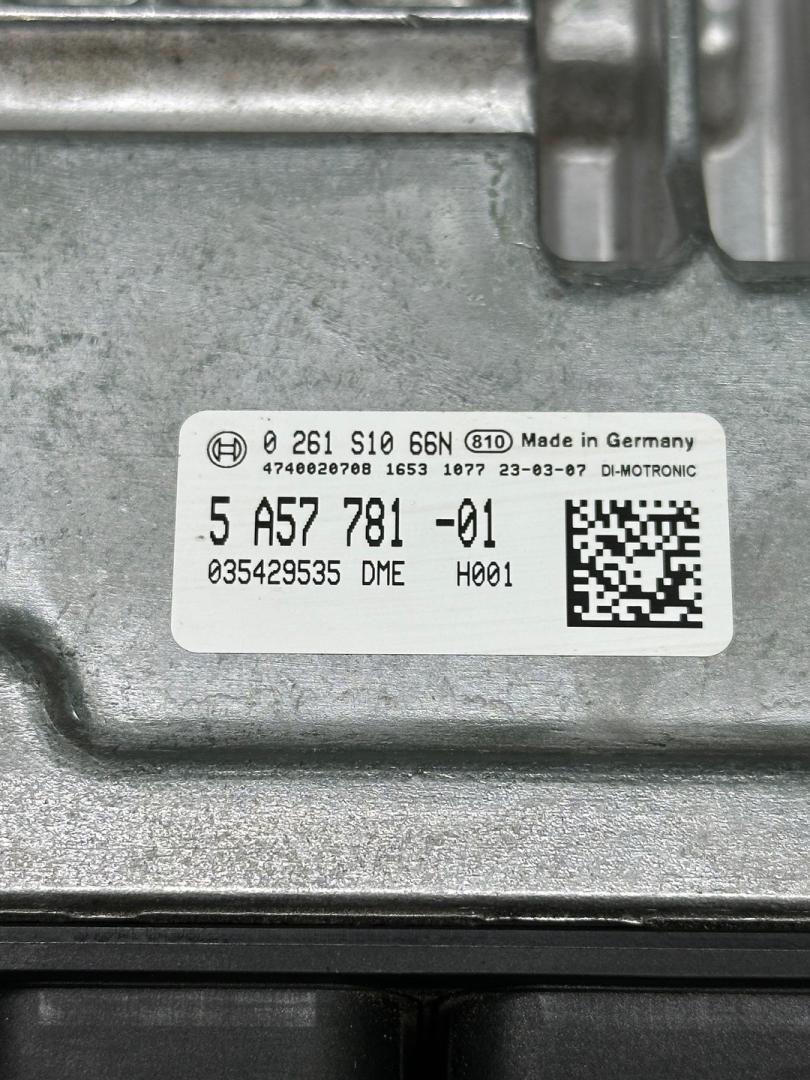 0 261 S10 66N 810 Made in Germany
4740020708 1653 1077 23-03-07 DI-MOTRONIC
5 A57 781 -01
035429535 DME H001